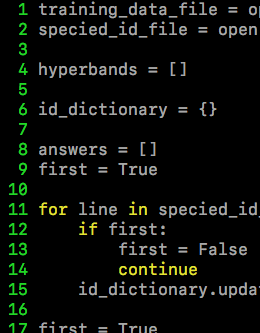 1 training_data_file = o
2 specied_id_file = open
3
4 hyperbands = []
5
6 id_dictionary = {}
7
8 answers = []
9 first = True
10
11 for line in specied_id_
12     if first:
13         first = False
14         continue
15     id_dictionary.upda
16
17 first = True